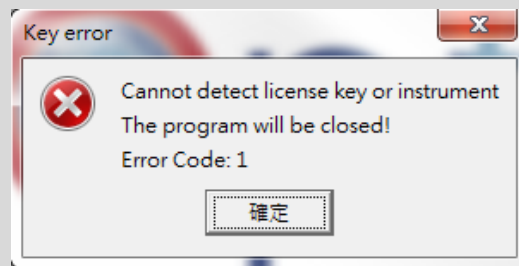 Key error
Cannot detect license key or instrument
The program will be closed!
Error Code: 1
確定